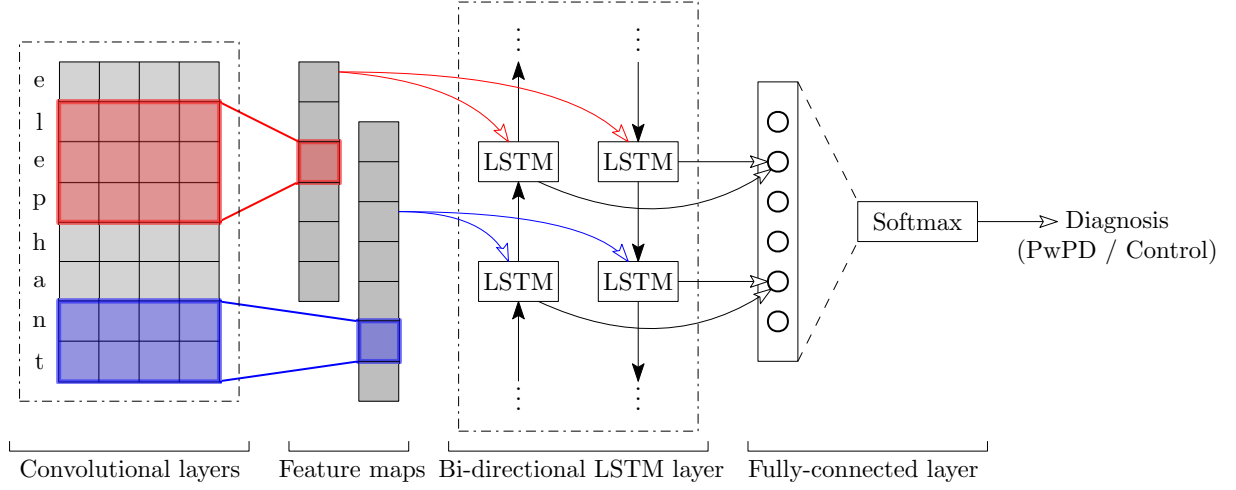 e
l
e
p
h
a
n
t
LSTM
LSTM
LSTM
LSTM
Softmax
Diagnosis
(PwPD / Control)
Convolutional layers
Feature maps
Bi-directional LSTM layer
Fully-connected layer